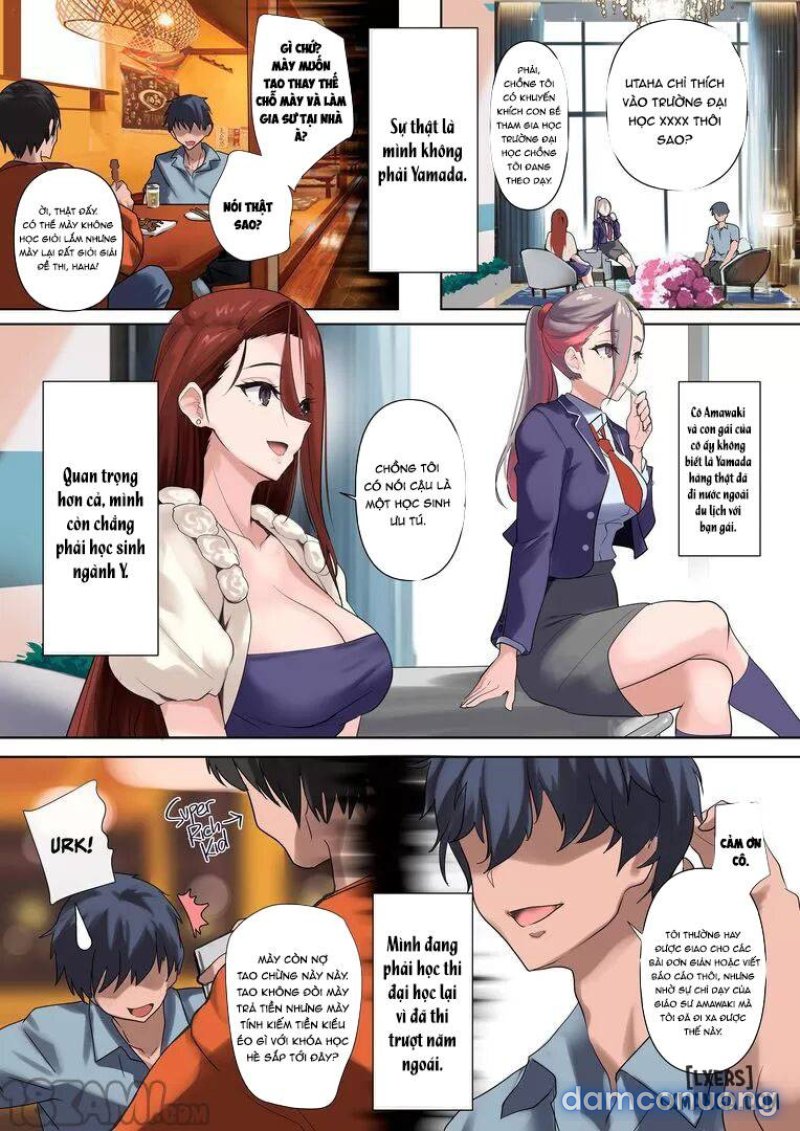 UTAHA CHỈ THÍCH
VÀO TRƯỜNG ĐẠI
HỌC XXXX THÔI
SAO?
PHẢI,
CHỒNG TÔI
CÓ KHUYẾN
KHÍCH CON BÉ
THAM GIA HỌC
TRƯỜNG ĐẠI
HỌC CHỒNG
TÔI ĐANG
THEO DẠY.
Sự thật là
mình không
phải Yamada.
GÌ CHỨ?
MÀY MUỐN
TAO THAY THẾ
CHỖ MÀY VÀ LÀM
GIA SƯ TẠI NHÀ
À?
NÓI THẬT
SAO?
ỜI, THẬT ĐẤY.
CÓ THỂ MÀY KHÔNG
HỌC GIỎI LẮM NHƯNG
MÀY LẠI RẤT GIỎI GIẢI
ĐỀ THI, HAHA!
Cô Amawaki
và con gái của
cô ấy không
biết là Yamada
hàng thật đã
đi nước ngoài
du lịch với
bạn gái.
CHỒNG TÔI
CÓ NÓI CẬU LÀ
MỘT HỌC SINH
ƯU TÚ.
Quan trọng
hơn cả, mình
còn chẳng
phải học sinh
ngành Y.
CẢM ƠN
CÔ.
TÔI THƯỜNG HAY
ĐƯỢC GIAO CHO CÁC
BÀI ĐƠN GIẢN HOẶC VIẾT
BÁO CÁO THÔI, NHƯNG
NHỜ SỰ CHỈ DẠY CỦA
GIÁO SƯ AMAWAKI MÀ
TÔI ĐÃ ĐI XA ĐƯỢC
THẾ NÀY.
Mình đang
phải học thi
đại học lại
vì đã thi
trượt năm
ngoái.
Super
Rich
Kid
URK!
MÀY CÒN NỢ
TAO CHỪNG NÀY NÀY.
TAO KHÔNG ĐÒI MÀY
TRẢ TIỀN NHƯNG MÀY
TÍNH KIẾM TIỀN KIỂU
ÉO GÌ VỚI KHÓA HỌC
HÈ SẮP TỚI ĐÂY?
[LXERS]
damconuong